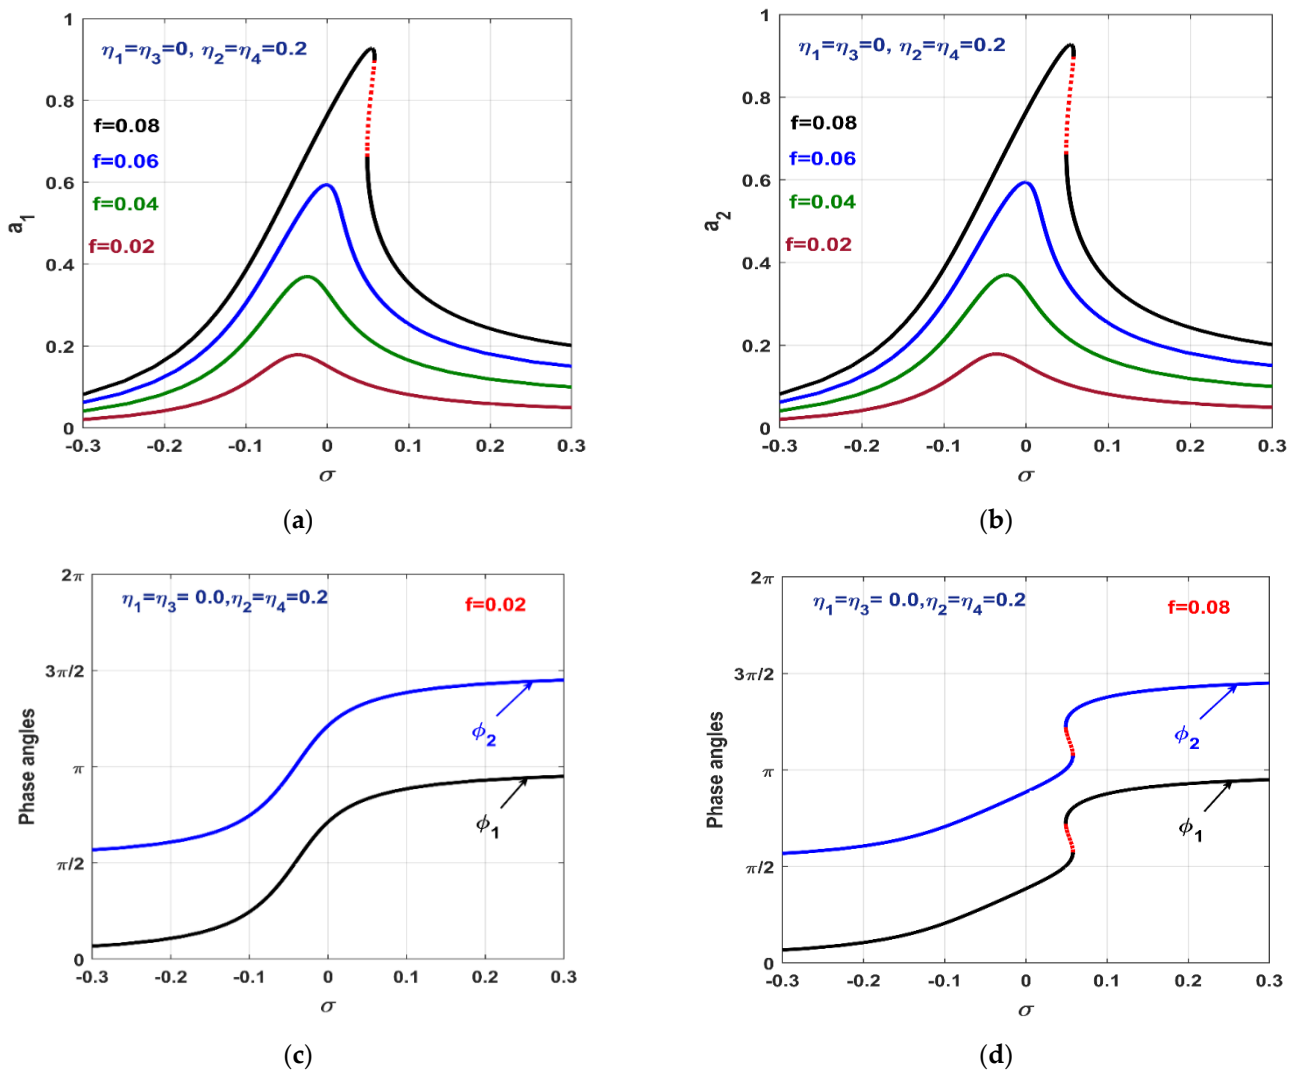 η1=η3=0, η2=η4=0.2
f=0.08
f=0.06
f=0.04
f=0.02
a1
1
0.8
0.6
0.4
0.2
0
-0.3 -0.2 -0.1 0 0.1 0.2 0.3
σ
(a)
η1=η3=0, η2=η4=0.2
f=0.08
f=0.06
f=0.04
f=0.02
a2
1
0.8
0.6
0.4
0.2
0
-0.3 -0.2 -0.1 0 0.1 0.2 0.3
σ
(b)
η1=η3= 0.0,η2=η4=0.2
f=0.02
Phase angles
2π
3π/2
π
π/2
0
ϕ2
ϕ1
-0.3 -0.2 -0.1 0 0.1 0.2 0.3
σ
(c)
η1=η3= 0.0,η2=η4=0.2
f=0.08
Phase angles
2π
3π/2
π
π/2
0
ϕ2
ϕ1
-0.3 -0.2 -0.1 0 0.1 0.2 0.3
σ
(d)